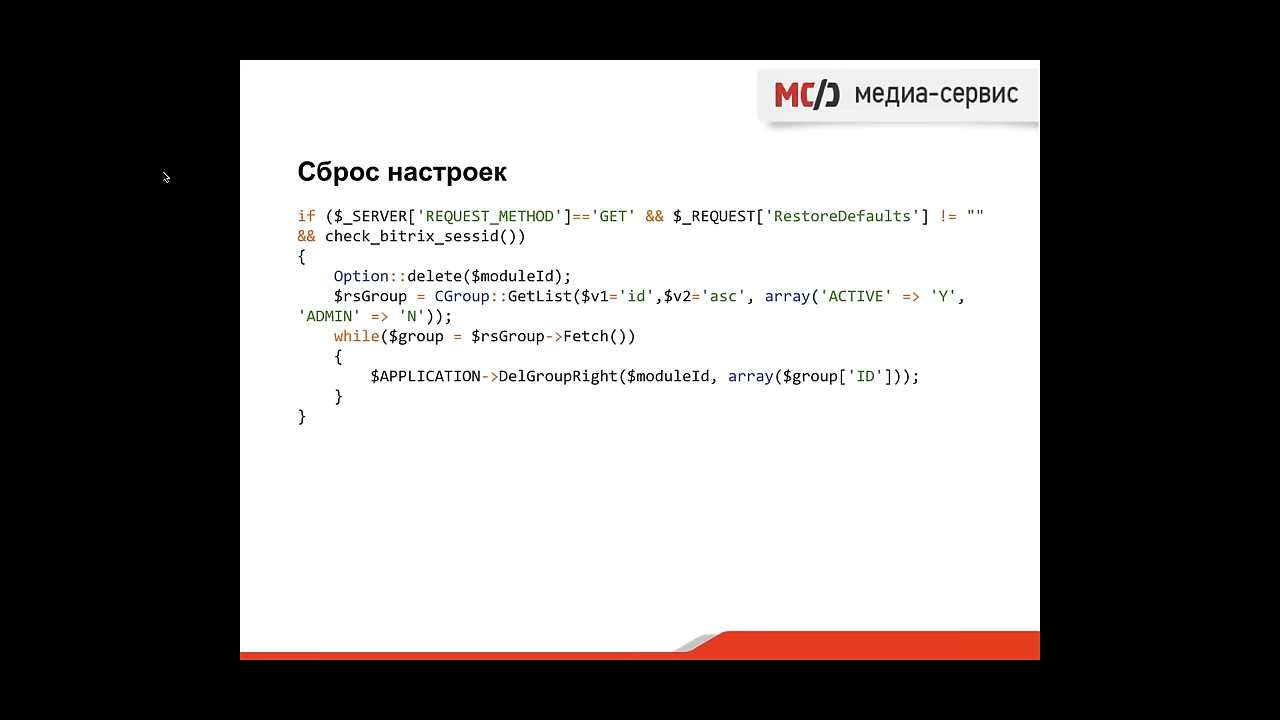 МС/Ɔ медиа-сервис
Сброс настроек
if ($_SERVER['REQUEST_METHOD']=='GET' && $_REQUEST['RestoreDefaults'] != ""
&& check_bitrix_sessid())
{
    Option::delete($moduleId);
    $rsGroup = CGroup::GetList($v1='id',$v2='asc', array('ACTIVE' => 'Y',
'ADMIN' => 'N'));
    while($group = $rsGroup->Fetch())
    {
        $APPLICATION->DelGroupRight($moduleId, array($group['ID']));
    }
}